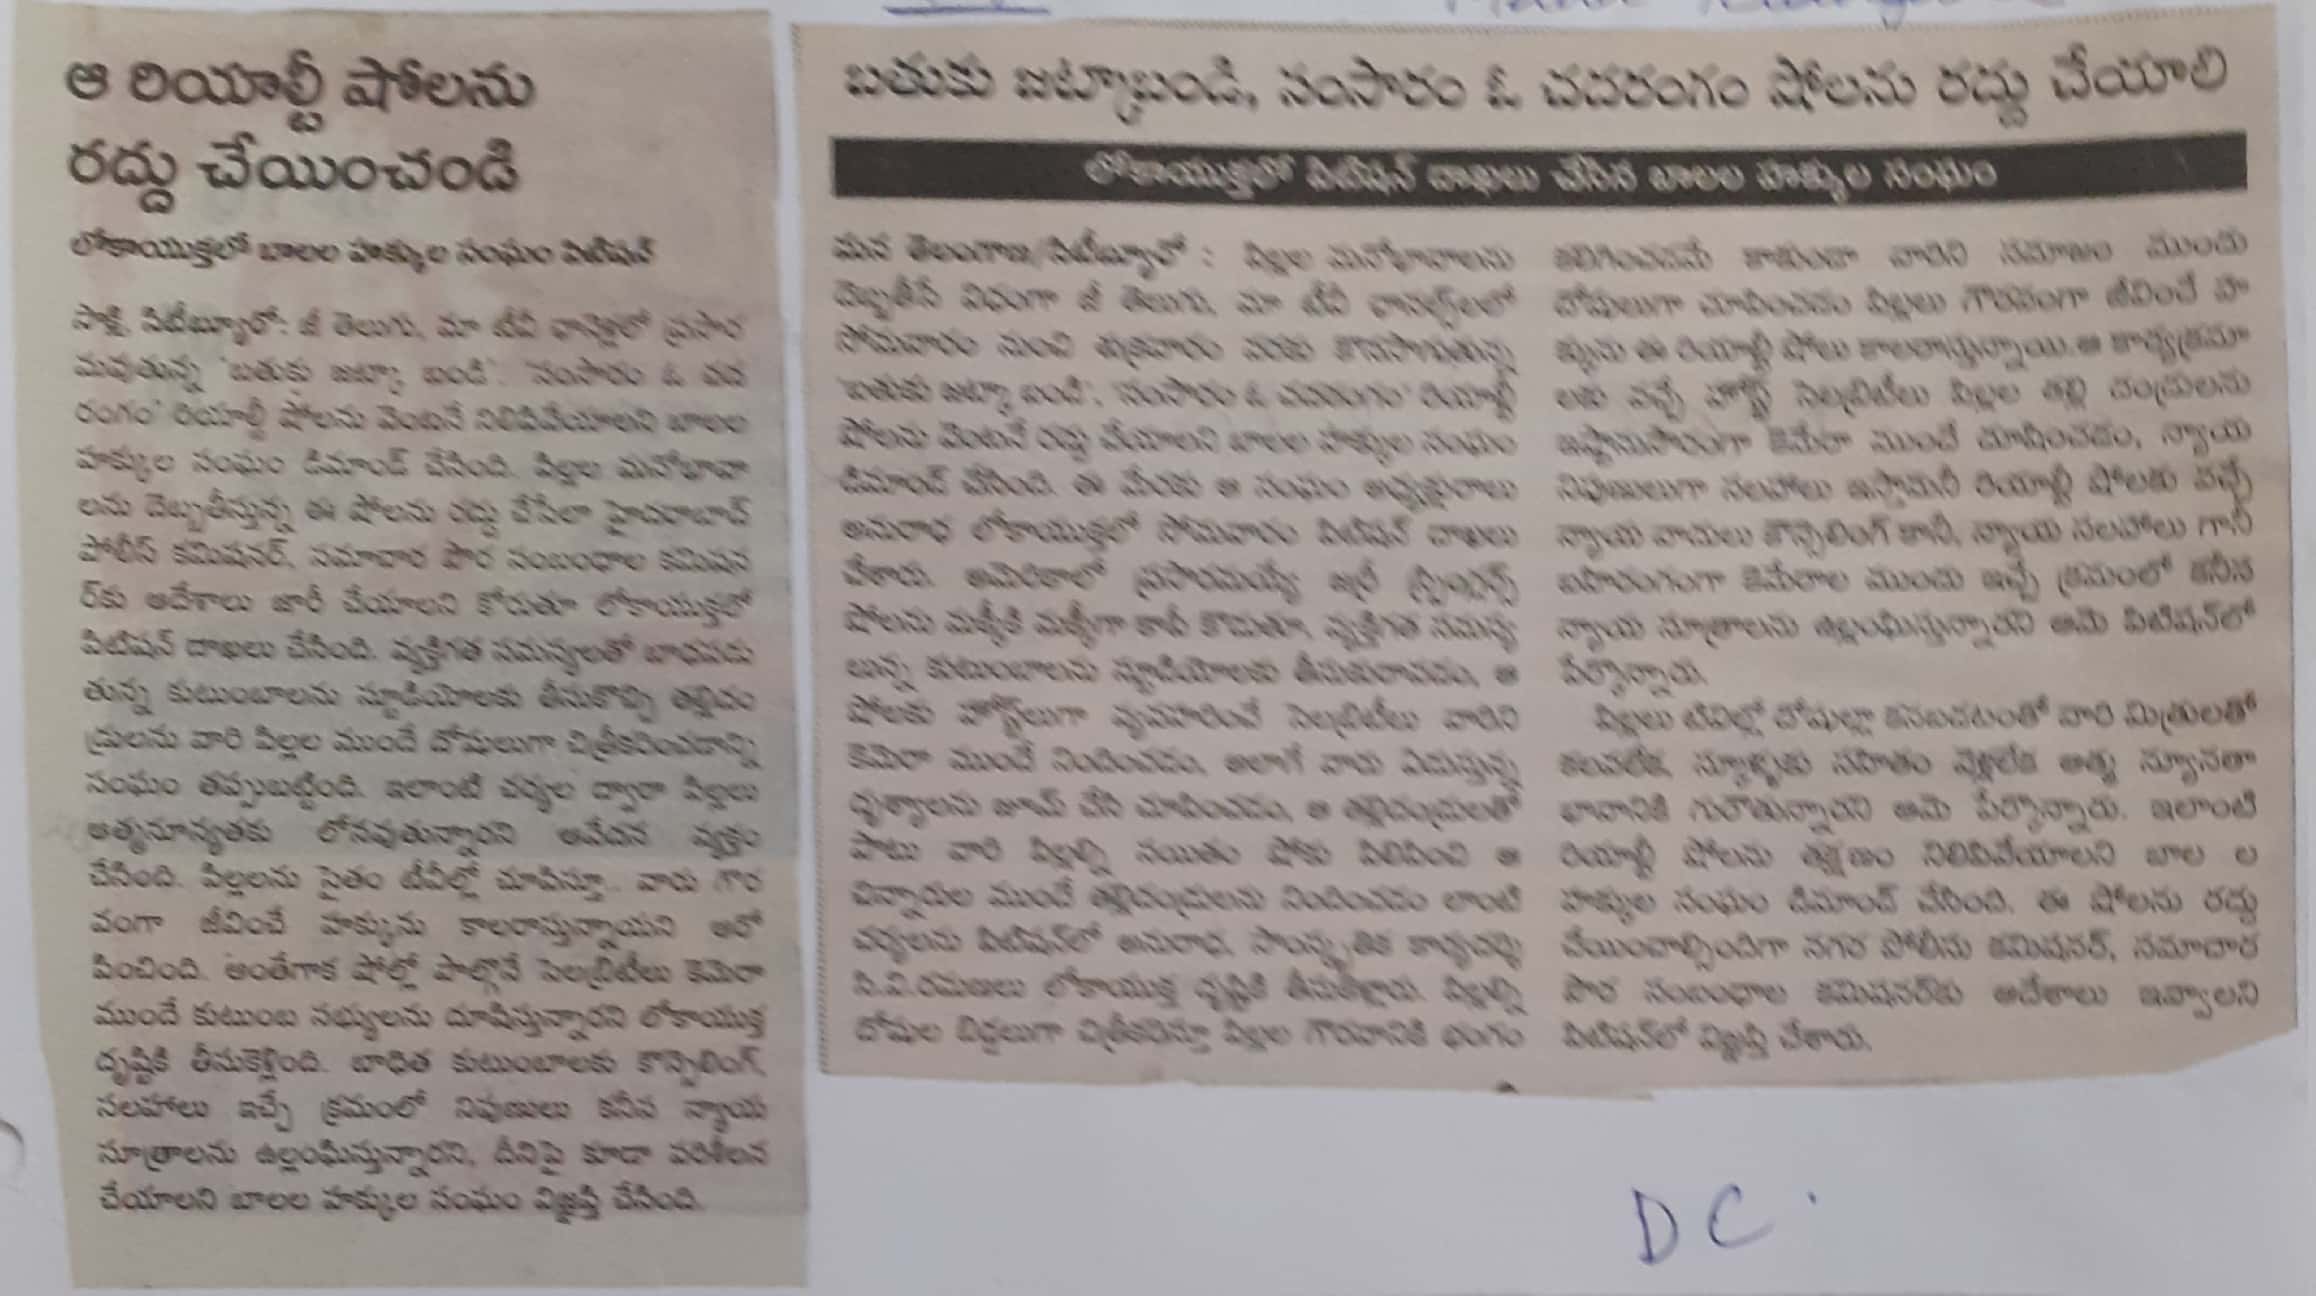 ఆ రియాల్టీ షోలను
రద్దు చేయించండి
లోకాయుక్తలో బాలల హక్కుల సంఘం పిటిషన్
సాక్షి, సిటీబ్యూరో: జీ తెలుగు, మా టీవీ చానెళ్లలో ప్రసార
మవుతున్న 'బతుకు జట్కా బండి', 'సంసారం ఓ చద
రంగం' రియాల్టీ షోలను వెంటనే నిలిపివేయాలని బాలల
హక్కుల సంఘం డిమాండ్ చేసింది. పిల్లల మనోభావా
లను దెబ్బతీస్తున్న ఈ షోలను రద్దు చేసేలా హైదరాబాద్
పోలీస్ కమిషనర్, సమాచార పౌర సంబంధాల కమిషన
ర్‌కు ఆదేశాలు జారీ చేయాలని కోరుతూ లోకాయుక్తలో
పిటిషన్ దాఖలు చేసింది. వ్యక్తిగత సమస్యలతో బాధపడు
తున్న కుటుంబాలను స్టూడియోలకు తీసుకొచ్చి తల్లిదం
డ్రులను వారి పిల్లల ముందే దోషులుగా చిత్రీకరించడాన్ని
సంఘం తప్పుబట్టింది. ఇలాంటి చర్యల ద్వారా పిల్లలు
ఆత్మనూన్యతకు లోనవుతున్నారని ఆవేదన వ్యక్తం
చేసింది. పిల్లలను సైతం టీవీల్లో చూపిస్తూ.. వారు గౌర
వంగా జీవించే హక్కును కాలరాస్తున్నాయని ఆరో
పించింది. అంతేగాక షోల్లో పాల్గొనే సెలబ్రిటీలు కెమెరా
ముందే కుటుంబ సభ్యులను దూషిస్తున్నారని లోకాయుక్త
దృష్టికి తీసుకెళ్లింది. బాధిత కుటుంబాలకు కౌన్సెలింగ్,
సలహాలు ఇచ్చే క్రమంలో నిపుణులు కనీస న్యాయ
సూత్రాలను ఉల్లంఘిస్తున్నారని, దీనిపై కూడా పరిశీలన
చేయాలని బాలల హక్కుల సంఘం విజ్ఞప్తి చేసింది.
బతుకు జట్కాబండి, సంసారం ఓ చదరంగం షోలను రద్దు చేయాలి
లోకాయుక్తలో పిటిషన్ దాఖలు చేసిన బాలల హక్కుల సంఘం
మన తెలంగాణ/సిటీబ్యూరో : పిల్లల మనోభావాలను
దెబ్బతీసే విధంగా జీ తెలుగు, మా టీవీ ఛానల్స్‌లలో
సోమవారం నుంచి శుక్రవారం వరకు కొనసాగుతున్న
'బతుకు జట్కా బండి', 'సంసారం ఓ చదరంగం' రియాల్టీ
షోలను వెంటనే రద్దు చేయాలని బాలల హక్కుల సంఘం
డిమాండ్ చేసింది. ఈ మేరకు ఆ సంఘం అధ్యక్షురాలు
అనురాధ లోకాయుక్తలో సోమవారం పిటిషన్ దాఖలు
చేశారు. అమెరికాలో ప్రసారమయ్యే జెర్రీ స్ప్రింగర్స్
షోలను మక్కీకి మక్కీగా కాపీ కొడుతూ, వ్యక్తిగత సమస్య
లున్న కుటుంబాలను స్టూడియోలకు తీసుకురావడం, ఆ
షోలకు హోస్ట్‌లుగా వ్యవహరించే సెలబ్రిటీలు వారిని
కెమెరా ముందే నిందించడం, అలాగే వారు ఏడుస్తున్న
దృశ్యాలను జూమ్ చేసి చూపించడం, ఆ తల్లిదండ్రులతో
పాటు వారి పిల్లల్ని సయితం షోకు పిలిపించి ఆ
చిన్నారుల ముందే తల్లిదండ్రులను నిందించడం లాంటి
చర్యలను పిటిషన్‌లో అనురాధ, సాంస్కృతిక కార్యదర్శి
సి.వి.రమణలు లోకాయుక్త దృష్టికి తీసుకెళ్లారు. పిల్లల్ని
దోషుల బిడ్డలుగా చిత్రీకరిస్తూ పిల్లల గౌరవానికి భంగం
కలిగించడమే కాకుండా వారిని సమాజం ముందు
దోషులుగా చూపించడం పిల్లలు గౌరవంగా జీవించే హ
క్కును ఈ రియాల్టీ షోలు కాలరాస్తున్నాయి.ఆ కార్యక్రమా
లకు వచ్చే హోస్ట్ సెలబ్రిటీలు పిల్లల తల్లి దండ్రులను
ఇష్టానుసారంగా కెమేరా ముందే దూషించడం, న్యాయ
నిపుణులుగా సలహాలు ఇస్తామనీ రియాల్టీ షోలకు వచ్చే
న్యాయ వాదులు కౌన్సెలింగ్ కానీ, న్యాయ సలహాలు గానీ
బహిరంగంగా కెమేరాల ముందు ఇచ్చే క్రమంలో కనీస
న్యాయ సూత్రాలను ఉల్లంఘిస్తున్నారని ఆమె పిటిషన్‌లో
పేర్కొన్నారు.
పిల్లలు టీవీల్లో దోషుల్లా కనబడటంతో వారి మిత్రులతో
కలవలేక, స్కూళ్ళకు సహితం వెళ్లలేక ఆత్మ న్యూనతా
భావానికి గురౌతున్నారని ఆమె పేర్కొన్నారు. ఇలాంటి
రియాల్టీ షోలను తక్షణం నిలిపివేయాలని బాల ల
హక్కుల సంఘం డిమాండ్ చేసింది. ఈ షోలను రద్దు
చేయించాల్సిందిగా నగర పోలీసు కమిషనర్, సమాచార
పౌర సంబంధాల కమిషనర్‌కు ఆదేశాలు ఇవ్వాలని
పిటిషన్‌లో విజ్ఞప్తి చేశారు.
DC.